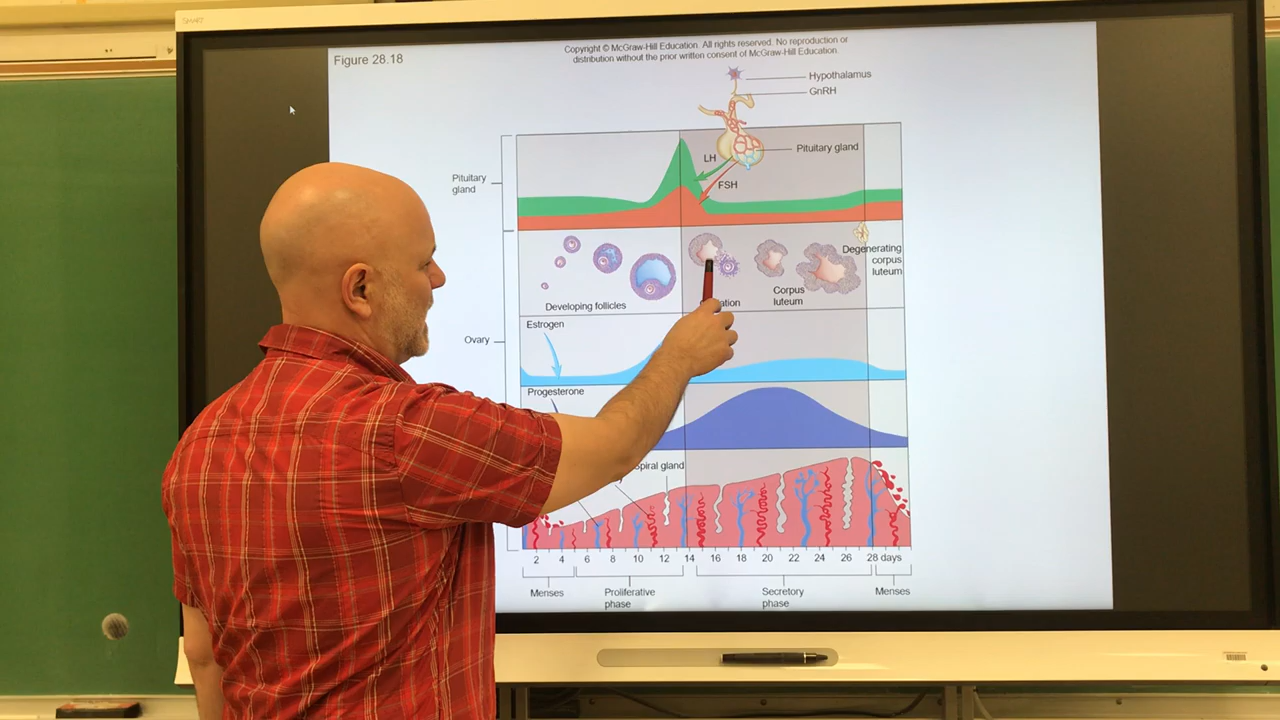 SMART
Figure 28.18
Copyright © McGraw-Hill Education. All rights reserved. No reproduction or
distribution without the prior written consent of McGraw-Hill Education.
Hypothalamus
GnRH
Pituitary gland
LH
FSH
Pituitary
gland
Degenerating
corpus
luteum
Developing follicles
Corpus
luteum
Estrogen
Ovary
Progesterone
2 4 6 8 10 12 14 16 18 20 22 24 26 28 days
Menses
Proliferative
phase
Secretory
phase
Menses